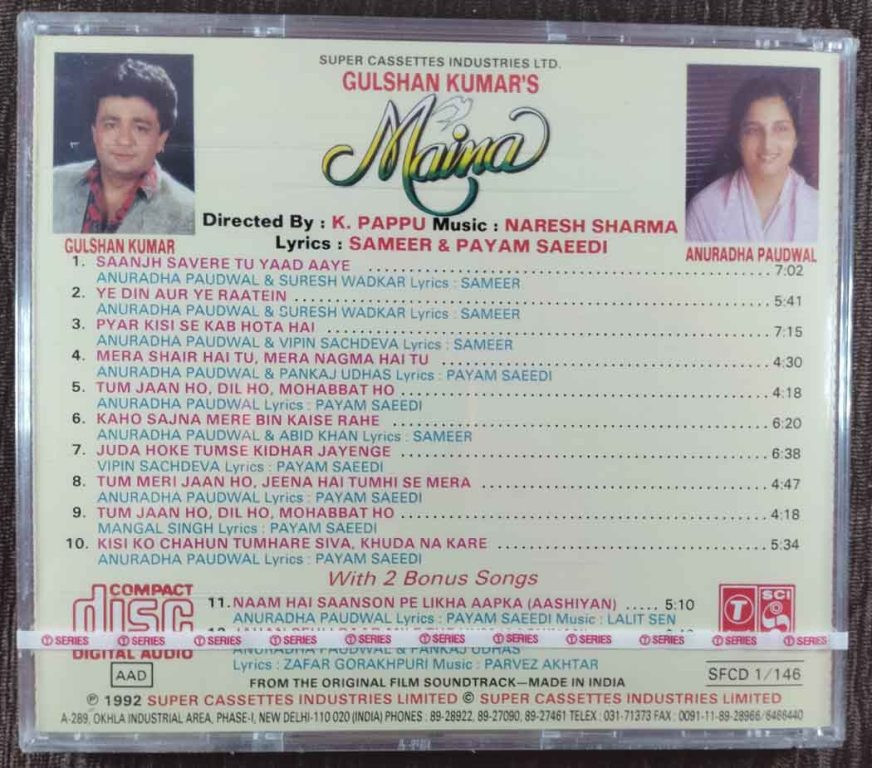 SUPER CASSETTES INDUSTRIES LTD.
GULSHAN KUMAR'S
Maina
Directed By : K. PAPPU Music : NARESH SHARMA
Lyrics : SAMEER & PAYAM SAEEDI
GULSHAN KUMAR
ANURADHA PAUDWAL
1. SAANJH SAVERE TU YAAD AAYE ........ 7:02
ANURADHA PAUDWAL & SURESH WADKAR Lyrics : SAMEER
2. YE DIN AUR YE RAATEIN ........ 5:41
ANURADHA PAUDWAL & SURESH WADKAR Lyrics : SAMEER
3. PYAR KISI SE KAB HOTA HAI ........ 7:15
ANURADHA PAUDWAL & VIPIN SACHDEVA Lyrics : SAMEER
4. MERA SHAIR HAI TU, MERA NAGMA HAI TU ........ 4:30
ANURADHA PAUDWAL & PANKAJ UDHAS Lyrics : PAYAM SAEEDI
5. TUM JAAN HO, DIL HO, MOHABBAT HO ........ 4:18
ANURADHA PAUDWAL Lyrics : PAYAM SAEEDI
6. KAHO SAJNA MERE BIN KAISE RAHE ........ 6:20
ANURADHA PAUDWAL & ABID KHAN Lyrics : SAMEER
7. JUDA HOKE TUMSE KIDHAR JAYENGE ........ 6:38
VIPIN SACHDEVA Lyrics : PAYAM SAEEDI
8. TUM MERI JAAN HO, JEENA HAI TUMHI SE MERA ........ 4:47
ANURADHA PAUDWAL Lyrics : PAYAM SAEEDI
9. TUM JAAN HO, DIL HO, MOHABBAT HO ........ 4:18
MANGAL SINGH Lyrics : PAYAM SAEEDI
10. KISI KO CHAHUN TUMHARE SIVA, KHUDA NA KARE ........ 5:34
ANURADHA PAUDWAL Lyrics : PAYAM SAEEDI
With 2 Bonus Songs
COMPACT
disc
DIGITAL AUDIO
AAD
11. NAAM HAI SAANSON PE LIKHA AAPKA (AASHIYAN) ..... 5:10
ANURADHA PAUDWAL Lyrics : PAYAM SAEEDI Music : LALIT SEN
T SERIES T SERIES T SERIES T SERIES T SERIES T SERIES T SERIES T SERIES T SERIES T SERIES T SERIES
ANURADHA PAUDWAL & PANKAJ UDHAS
Lyrics : ZAFAR GORAKHPURI Music : PARVEZ AKHTAR
T SCI
SFCD 1/146
FROM THE ORIGINAL FILM SOUNDTRACK—MADE IN INDIA
℗ 1992 SUPER CASSETTES INDUSTRIES LIMITED © SUPER CASSETTES INDUSTRIES LIMITED
A-289, OKHLA INDUSTRIAL AREA, PHASE-I, NEW DELHI-110 020 (INDIA) PHONES : 89-28922, 89-27090, 89-27461 TELEX : 031-71373 FAX : 0091-11-89-28966/6466440